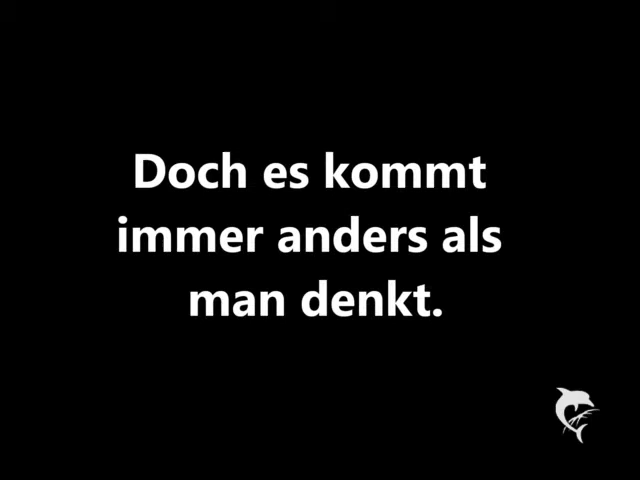 Doch es kommt
immer anders als
man denkt.